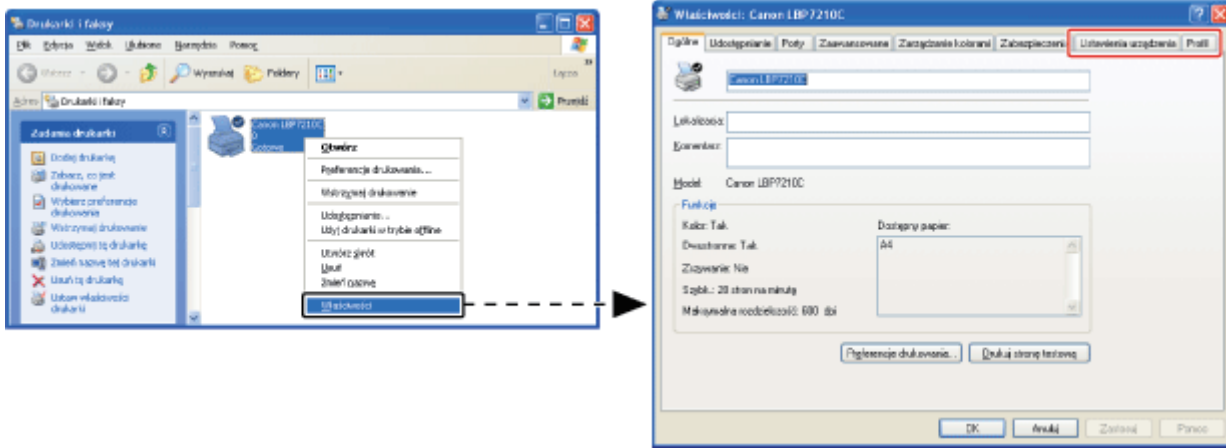 Drukarki i faksy
Plik Edycja Widok Ulubione Narzędzia Pomoc
Wstecz Wyszukaj Foldery Łącza
Adres Drukarki i faksy Przejdź
Zadania drukarki
Dodaj drukarkę
Zobacz, co jest
drukowane
Wybierz preferencje
drukowania
Wstrzymaj drukowanie
Udostępnij tę drukarkę
Zmień nazwę tej drukarki
Usuń tę drukarkę
Ustaw właściwości
drukarki
Canon LBP7210C
0
Gotowe
Otwórz
Preferencje drukowania...
Wstrzymaj drukowanie
Udostępnianie...
Użyj drukarki w trybie offline
Utwórz skrót
Usuń
Zmień nazwę
Właściwości
Właściwości: Canon LBP7210C
Ogólne Udostępnianie Porty Zaawansowane Zarządzanie kolorami Zabezpieczenia Ustawienia urządzenia Profil
Canon LBP7210C
Lokalizacja:
Komentarz:
Model: Canon LBP7210C
Funkcje
Kolor: Tak Dostępny papier:
Dwustronne: Tak A4
Zszywanie: Nie
Szybk.: 20 stron na minutę
Maksymalna rozdzielczość: 600 dpi
Preferencje drukowania... Drukuj stronę testową
OK Anuluj Zastosuj Pomoc